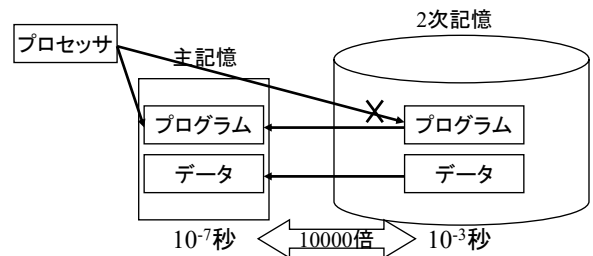 2次記憶
プロセッサ
主記憶
プログラム
プログラム
データ
データ
10⁻⁷秒
10000倍
10⁻³秒